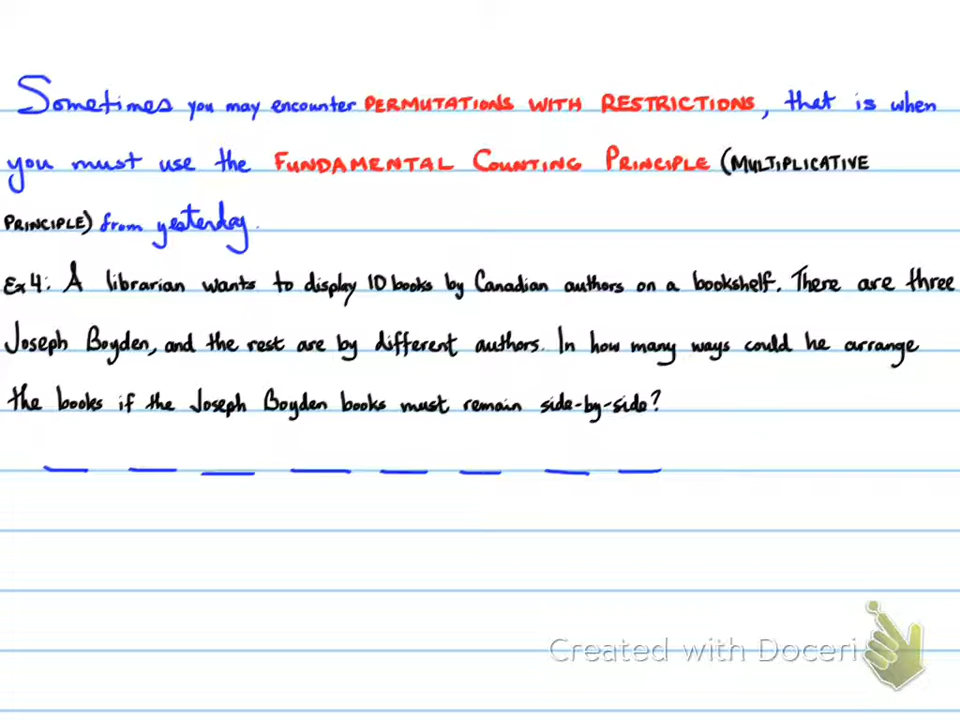 Sometimes you may encounter PERMUTATIONS WITH RESTRICTIONS, that is when
you must use the FUNDAMENTAL COUNTING PRINCIPLE (MULTIPLICATIVE
PRINCIPLE) from yesterday.
Ex 4: A librarian wants to display 10 books by Canadian authors on a bookshelf. There are three
Joseph Boyden, and the rest are by different authors. In how many ways could he arrange
the books if the Joseph Boyden books must remain side-by-side?
Created with Doceri